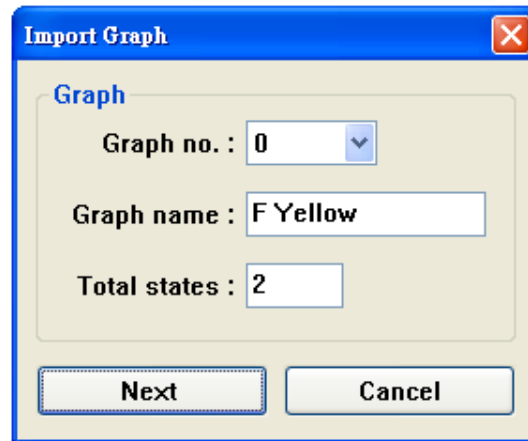 Import Graph
Graph
Graph no. : 0
Graph name : F Yellow
Total states : 2
Next Cancel